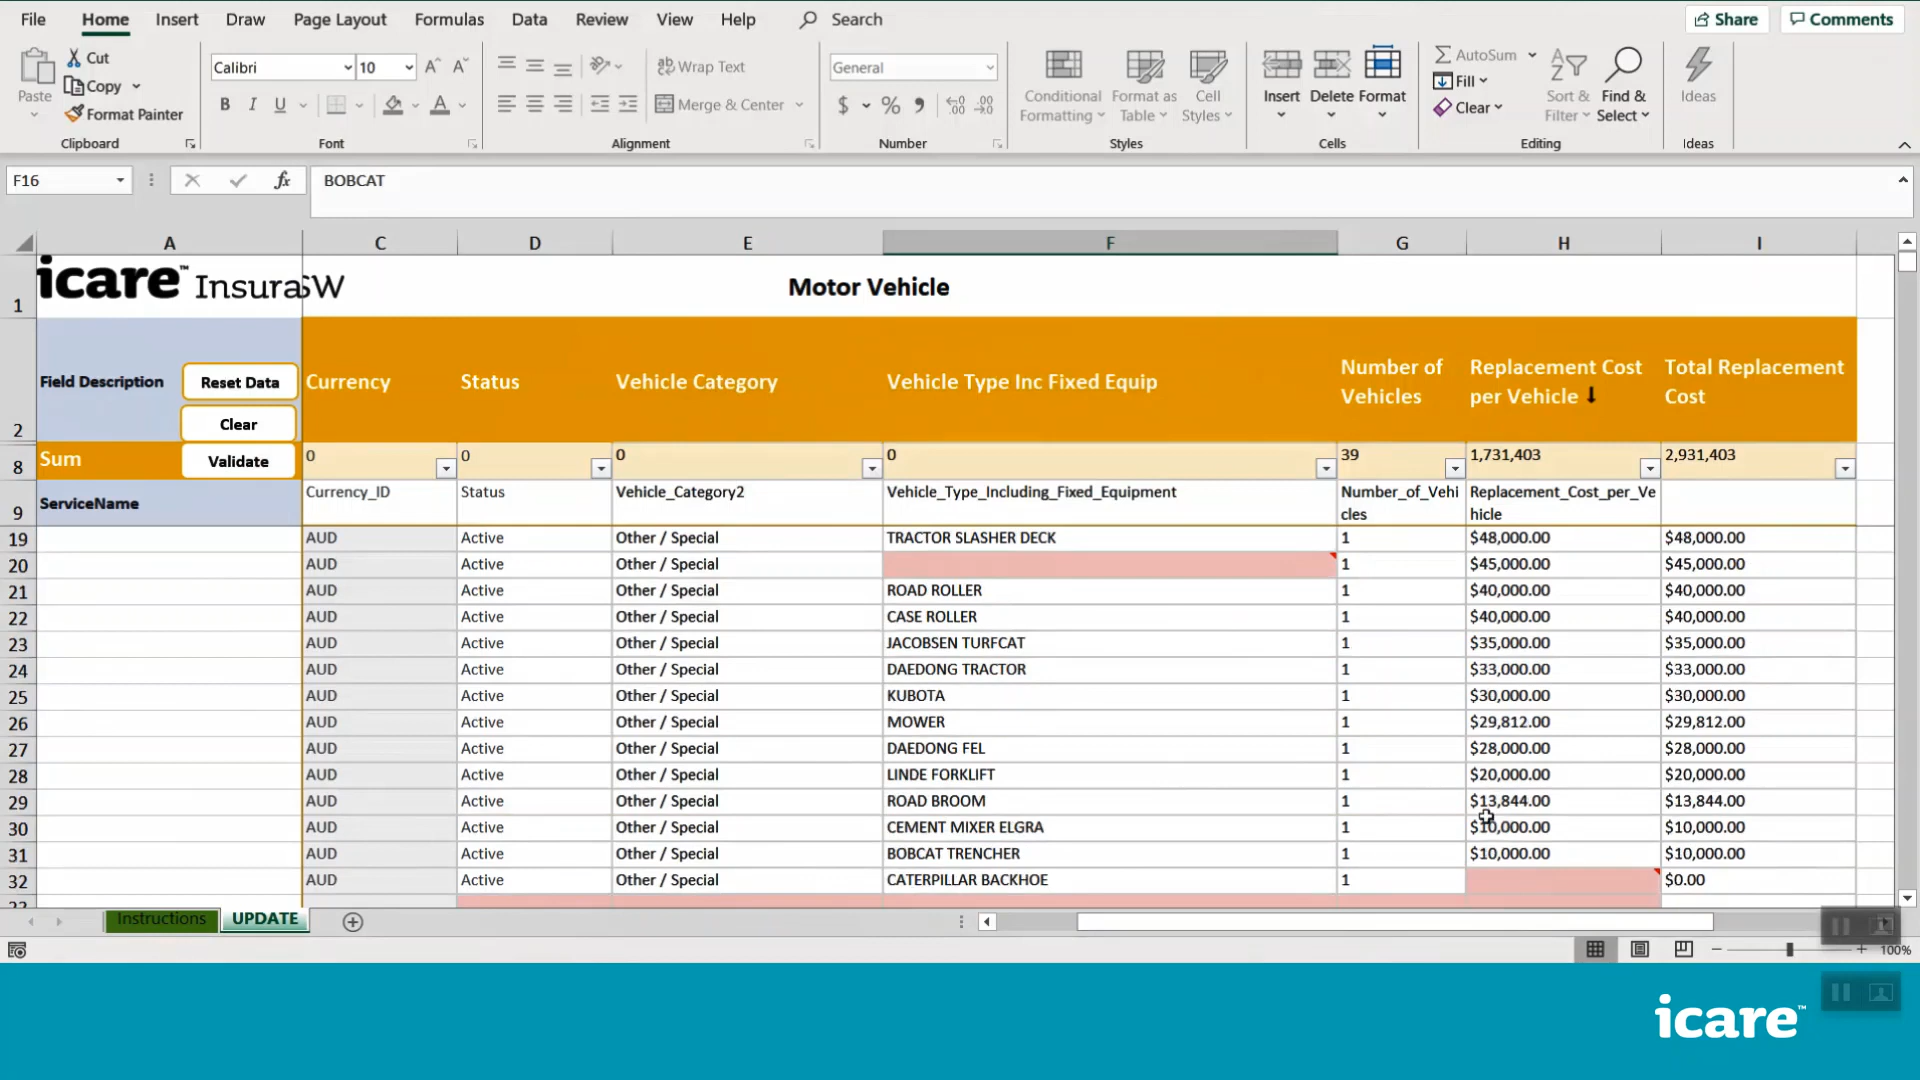 File Home Insert Draw Page Layout Formulas Data Review View Help Search Share Comments
Paste Cut Copy Format Painter Clipboard
Calibri 10 A A B I U A Font
ab Wrap Text Merge & Center Alignment
General $ % , Number
Conditional Formatting Format as Table Cell Styles Styles
Insert Delete Format Cells
AutoSum Fill Clear Sort & Filter Find & Select Editing
Ideas Ideas
F16 fx BOBCAT
A C D E F G H I
1 icare™ InsuranSW Motor Vehicle
2 Field Description Reset Data Clear Currency Status Vehicle Category Vehicle Type Inc Fixed Equip Number of Vehicles Replacement Cost per Vehicle Total Replacement Cost
8 Sum Validate 0 0 0 0 39 1,731,403 2,931,403
9 ServiceName Currency_ID Status Vehicle_Category2 Vehicle_Type_Including_Fixed_Equipment Number_of_Vehicles Replacement_Cost_per_Vehicle
19 AUD Active Other / Special TRACTOR SLASHER DECK 1 $48,000.00 $48,000.00
20 AUD Active Other / Special 1 $45,000.00 $45,000.00
21 AUD Active Other / Special ROAD ROLLER 1 $40,000.00 $40,000.00
22 AUD Active Other / Special CASE ROLLER 1 $40,000.00 $40,000.00
23 AUD Active Other / Special JACOBSEN TURFCAT 1 $35,000.00 $35,000.00
24 AUD Active Other / Special DAEDONG TRACTOR 1 $33,000.00 $33,000.00
25 AUD Active Other / Special KUBOTA 1 $30,000.00 $30,000.00
26 AUD Active Other / Special MOWER 1 $29,812.00 $29,812.00
27 AUD Active Other / Special DAEDONG FEL 1 $28,000.00 $28,000.00
28 AUD Active Other / Special LINDE FORKLIFT 1 $20,000.00 $20,000.00
29 AUD Active Other / Special ROAD BROOM 1 $13,844.00 $13,844.00
30 AUD Active Other / Special CEMENT MIXER ELGRA 1 $10,000.00 $10,000.00
31 AUD Active Other / Special BOBCAT TRENCHER 1 $10,000.00 $10,000.00
32 AUD Active Other / Special CATERPILLAR BACKHOE 1 $0.00
Instructions UPDATE
100%
icare™